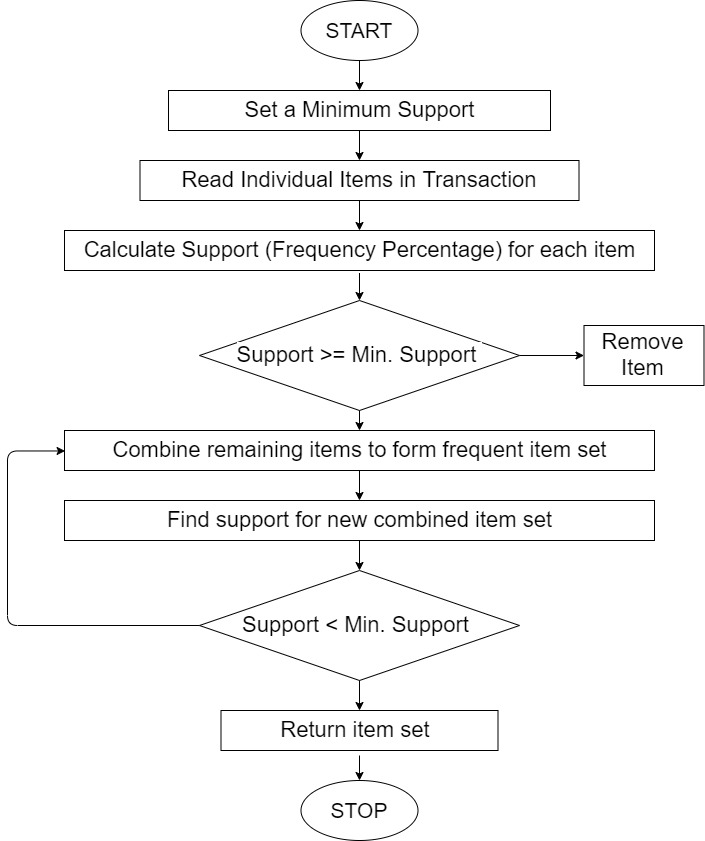 START
Set a Minimum Support
Read Individual Items in Transaction
Calculate Support (Frequency Percentage) for each item
Support >= Min. Support
Remove
Item
Combine remaining items to form frequent item set
Find support for new combined item set
Support < Min. Support
Return item set
STOP